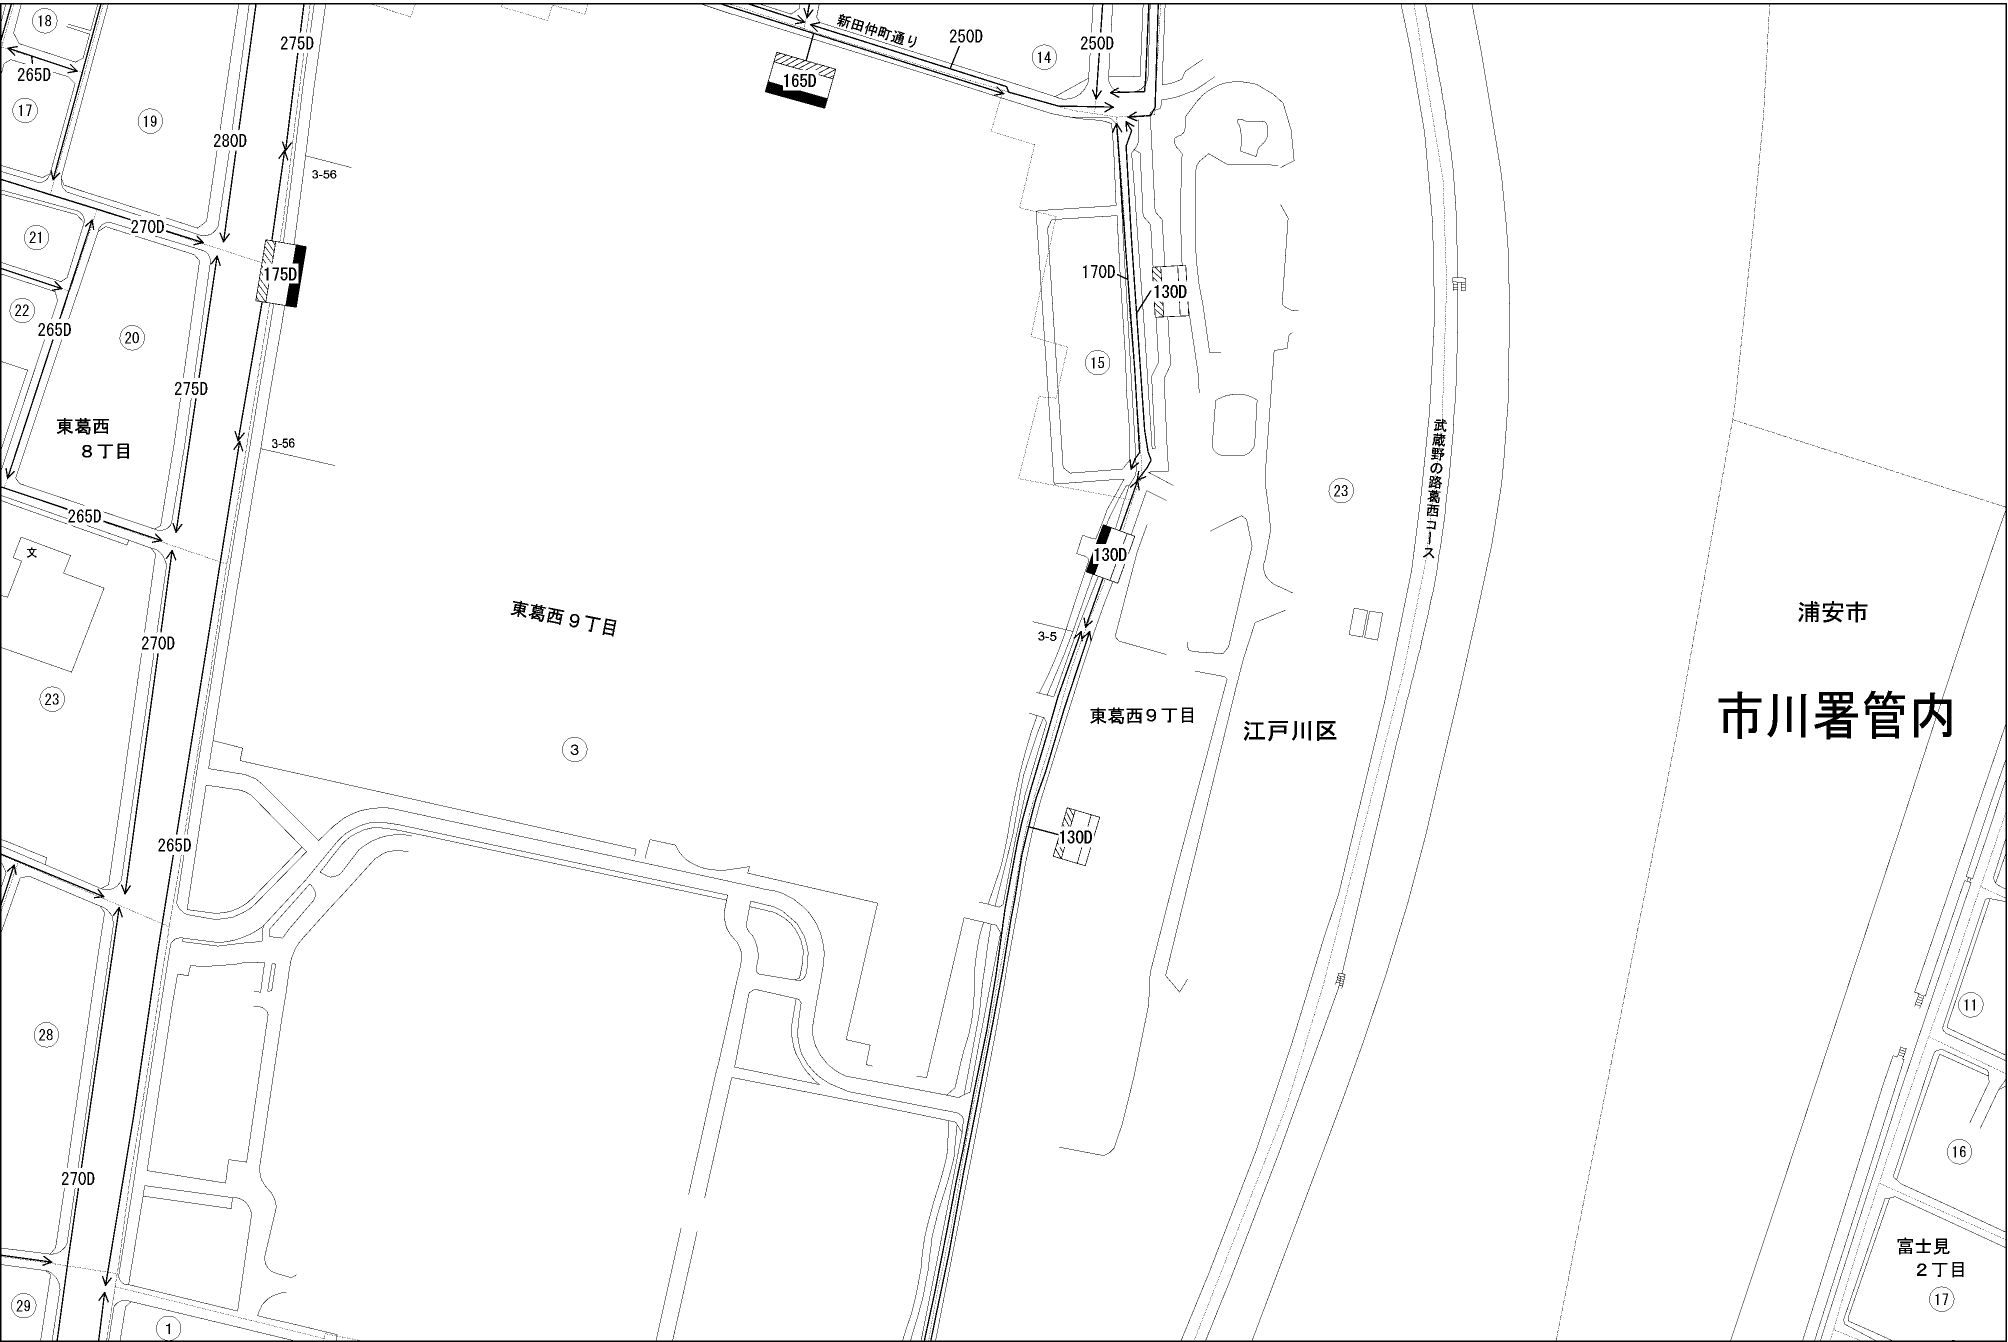 18
275D
新田仲町通り
250D
250D
14
265D
165D
17
19
280D
3-56
270D
21
175D
170D
130D
22
265D
20
15
275D
東葛西
8丁目
3-56
武蔵野の路葛西コース
23
265D
文
130D
東葛西9丁目
浦安市
270D
3-5
23
市川署管内
東葛西9丁目
江戸川区
3
265D
130D
11
28
16
270D
富士見
2丁目
17
29
1